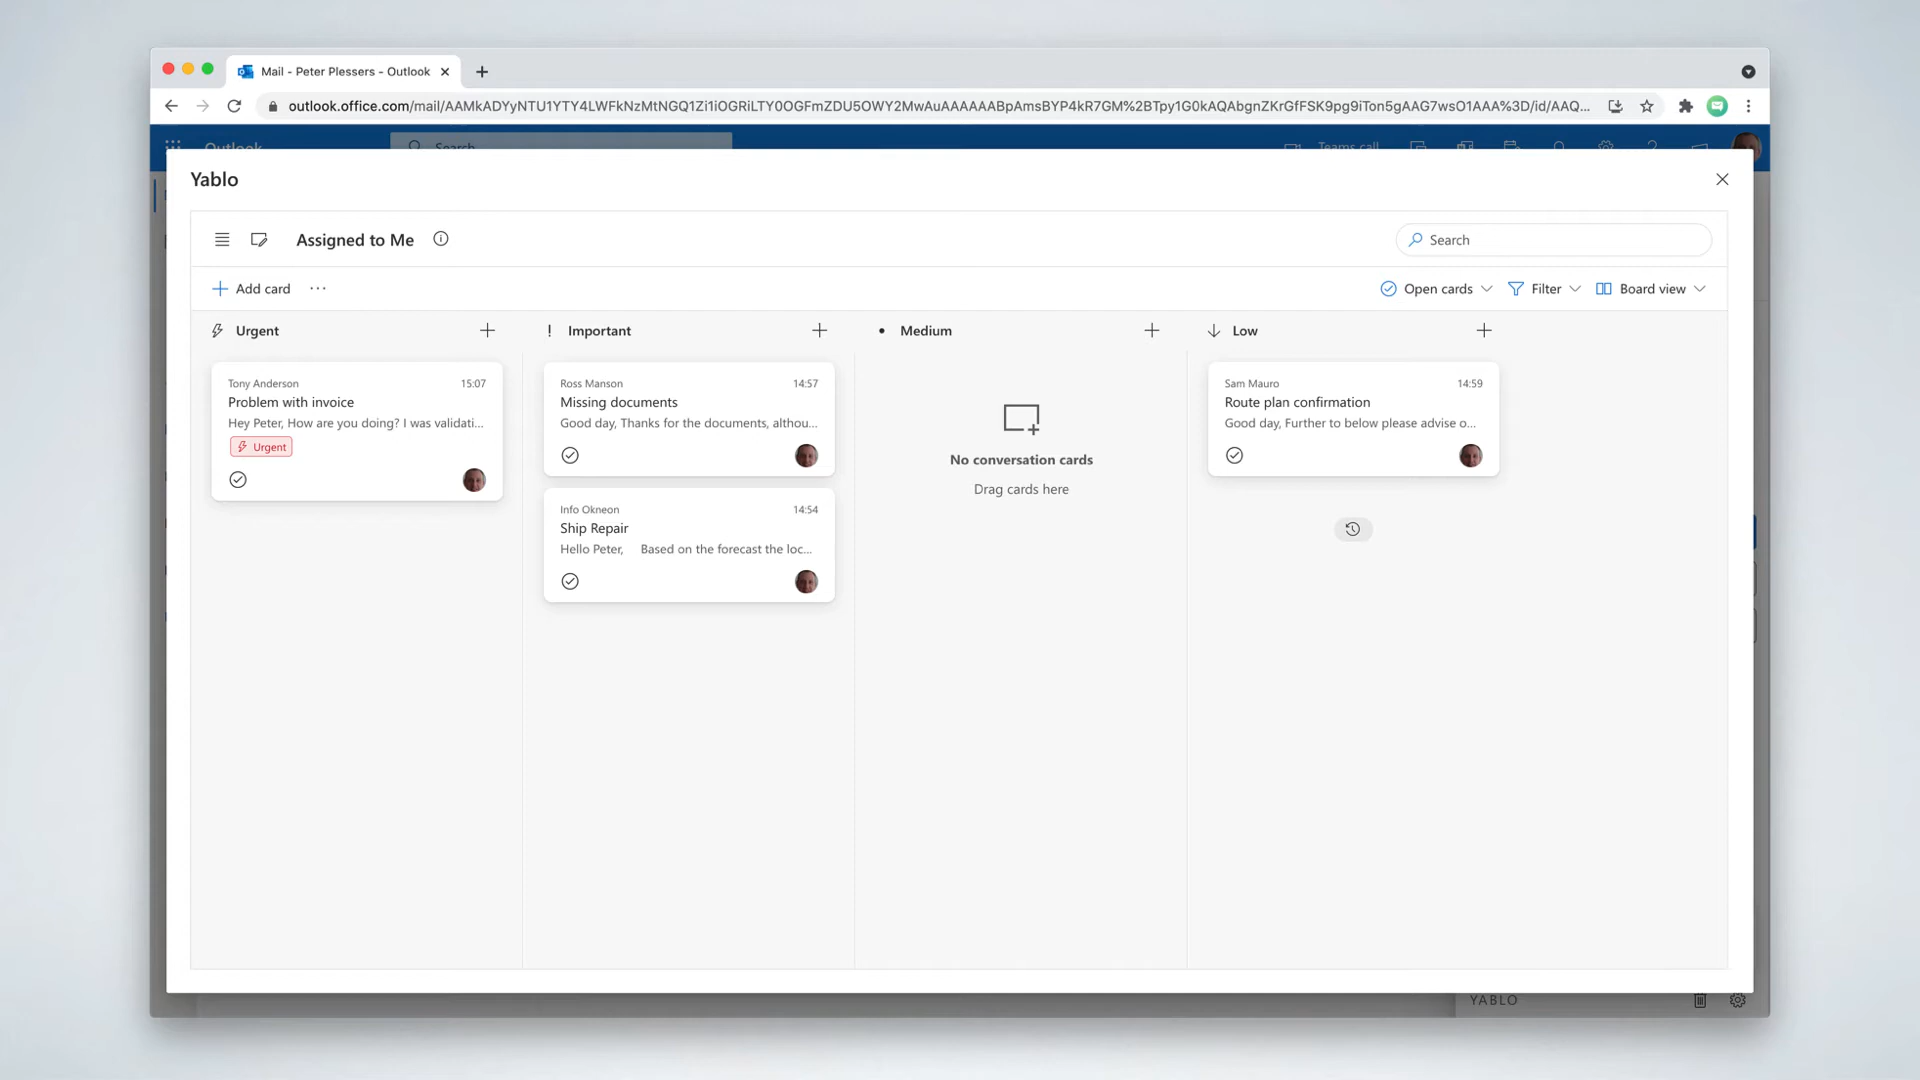 Mail - Peter Plessers - Outlook
outlook.office.com/mail/AAMkADYyNTU1YTY4LWFkNzMtNGQ1Zi1iOGRiLTY0OGFmZDU5OWY2MwAuAAAAAABpAmsBYP4kR7GM%2BTpy1G0kAQAbgnZKrGfFSK9pg9iTon5gAAG7wsO1AAA%3D/id/AAQ...
Outlook
Search
Teams call
Yablo
Assigned to Me
Search
Add card
Open cards
Filter
Board view
Urgent
Tony Anderson 15:07
Problem with invoice
Hey Peter, How are you doing? I was validati...
Urgent
Important
Ross Manson 14:57
Missing documents
Good day, Thanks for the documents, althou...
Info Okneon 14:54
Ship Repair
Hello Peter, Based on the forecast the loc...
Medium
No conversation cards
Drag cards here
Low
Sam Mauro 14:59
Route plan confirmation
Good day, Further to below please advise o...
YABLO